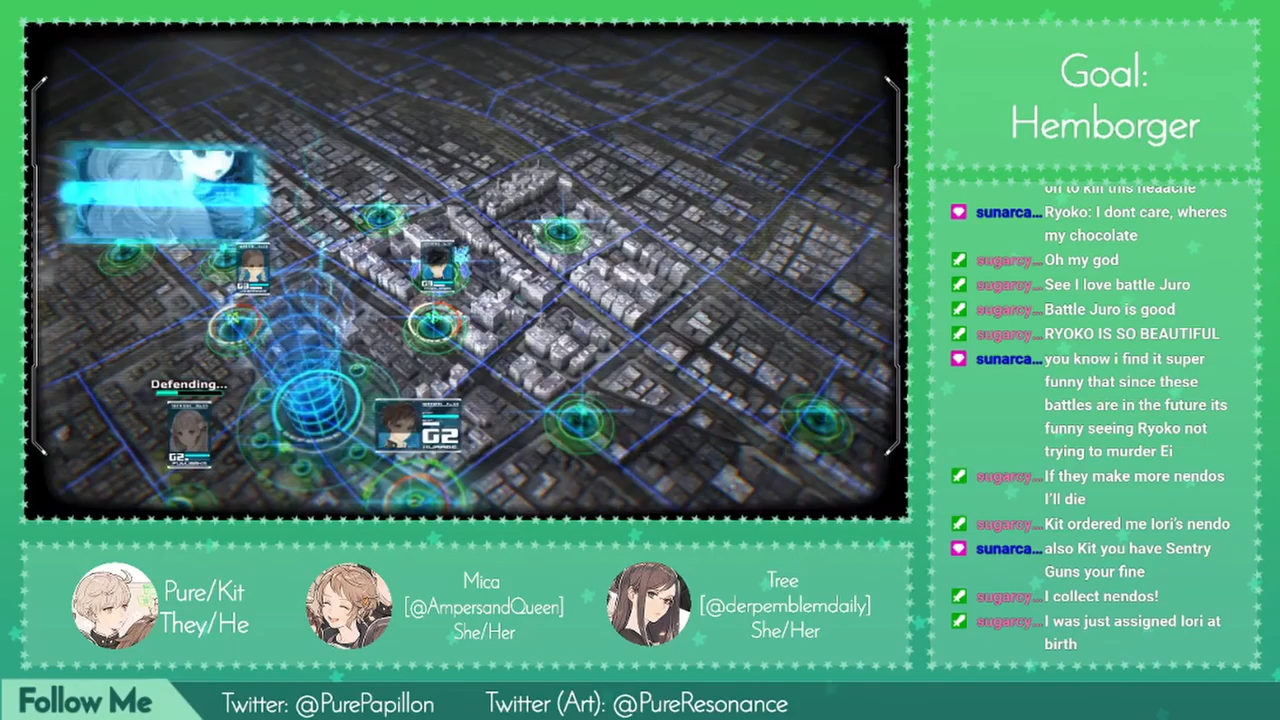 Goal:
Hemborger
on to kill this headache
sunarca... Ryoko: I dont care, wheres
my chocolate
sugarcy... Oh my god
sugarcy... See I love battle Juro
sugarcy... Battle Juro is good
sugarcy... RYOKO IS SO BEAUTIFUL
sunarca... you know i find it super
funny that since these
battles are in the future its
funny seeing Ryoko not
trying to murder Ei
sugarcy... If they make more nendos
I'll die
sugarcy... Kit ordered me Iori's nendo
sunarca... also Kit you have Sentry
Guns your fine
sugarcy... I collect nendos!
sugarcy... I was just assigned Iori at
birth
Defending...
G3
G3
G2
G2
Pure/Kit
They/He
Mica
[@AmpersandQueen]
She/Her
Tree
[@derpemblemdaily]
She/Her
Follow Me
Twitter: @PurePapillon
Twitter (Art): @PureResonance